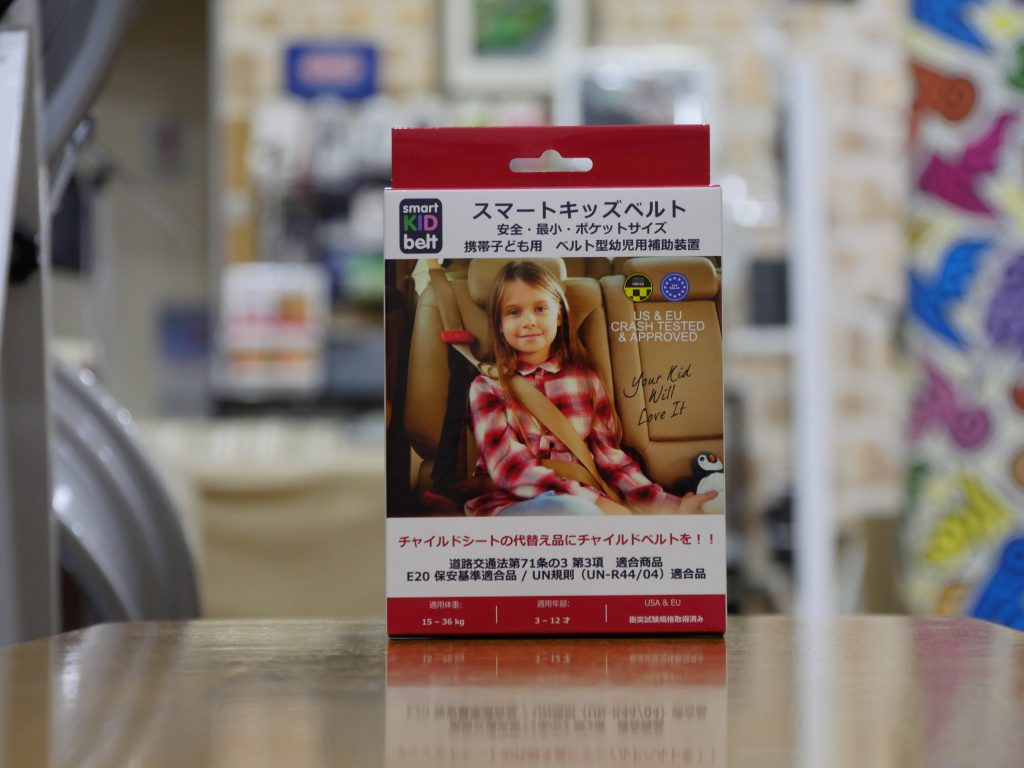 smart
KID
belt
スマートキッズベルト
安全・最小・ポケットサイズ
携帯子ども用　ベルト型幼児用補助装置
US & EU
CRASH TESTED
& APPROVED
Your Kid
Will
Love It
チャイルドシートの代替え品にチャイルドベルトを！！
道路交通法第71条の3 第3項　適合商品
E20 保安基準適合品 / UN規則（UN-R44/04）適合品
適用体重:
15 – 36 kg
適用年齢:
3 – 12 才
USA & EU
衝突試験規格取得済み